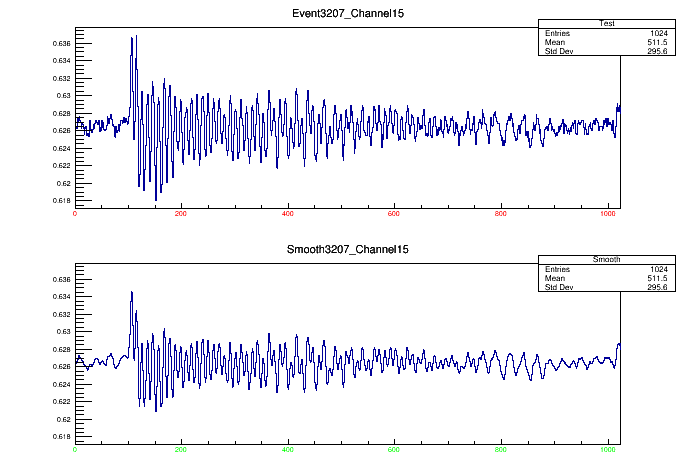 Event3207_Channel15
Test
Entries 1024
Mean 511.5
Std Dev 295.6
0.636
0.634
0.632
0.63
0.628
0.626
0.624
0.622
0.62
0.618
0 200 400 600 800 1000
Smooth3207_Channel15
Smooth
Entries 1024
Mean 511.5
Std Dev 295.6
0.636
0.634
0.632
0.63
0.628
0.626
0.624
0.622
0.62
0.618
0 200 400 600 800 1000